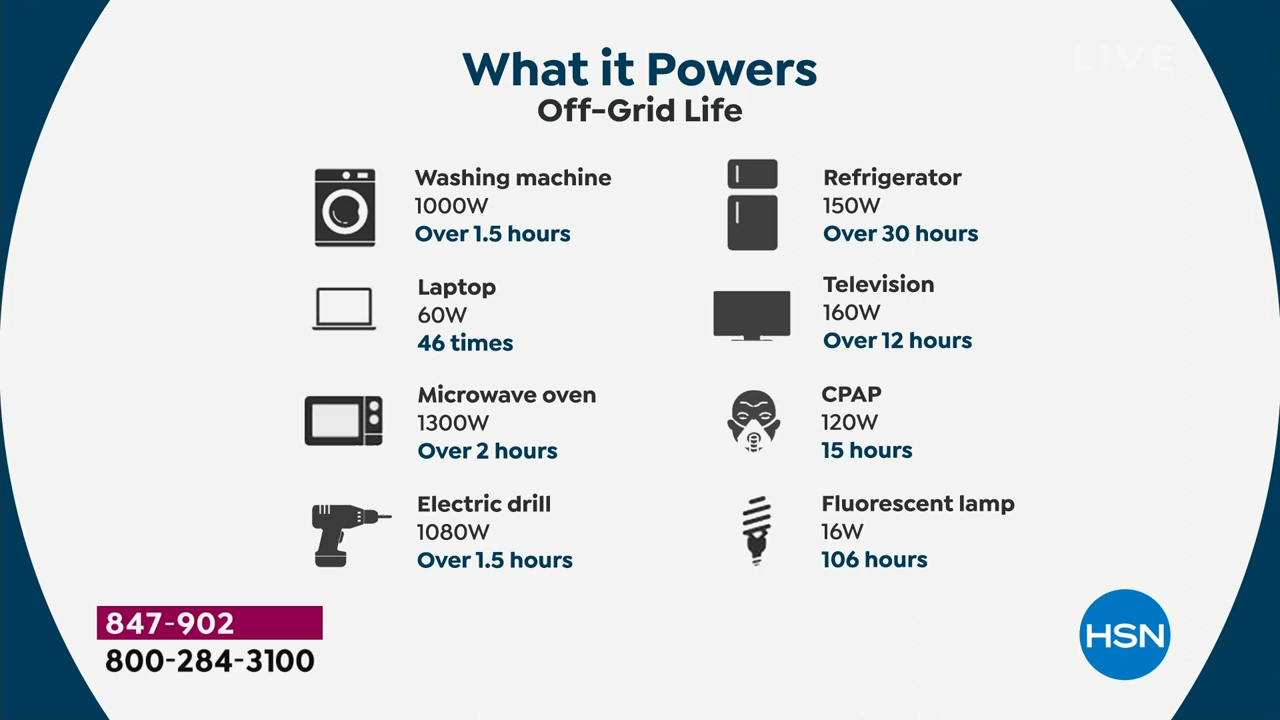 LIVE
What it Powers
Off-Grid Life
Washing machine
1000W
Over 1.5 hours
Refrigerator
150W
Over 30 hours
Laptop
60W
46 times
Television
160W
Over 12 hours
Microwave oven
1300W
Over 2 hours
CPAP
120W
15 hours
Electric drill
1080W
Over 1.5 hours
Fluorescent lamp
16W
106 hours
847-902
800-284-3100
HSN